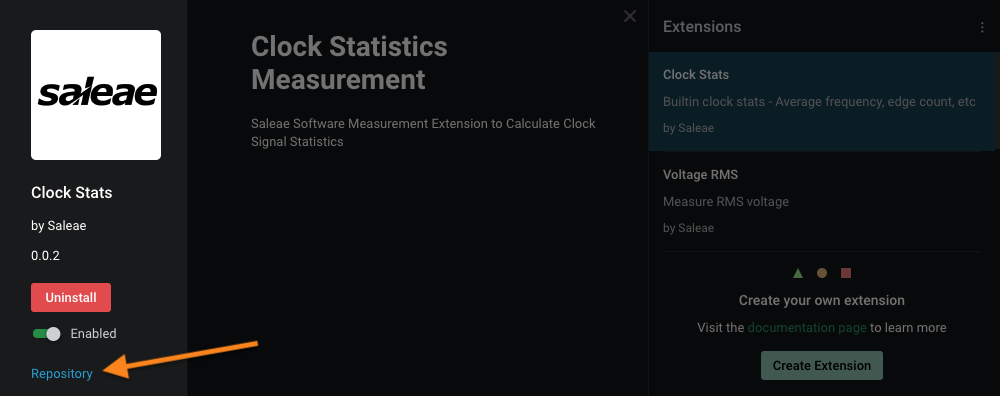 saleae
Clock Stats
by Saleae
0.0.2
Uninstall
Enabled
Repository
Clock Statistics
Measurement
Saleae Software Measurement Extension to Calculate Clock
Signal Statistics
Extensions
Clock Stats
Builtin clock stats - Average frequency, edge count, etc
by Saleae
Voltage RMS
Measure RMS voltage
by Saleae
Create your own extension
Visit the documentation page to learn more
Create Extension